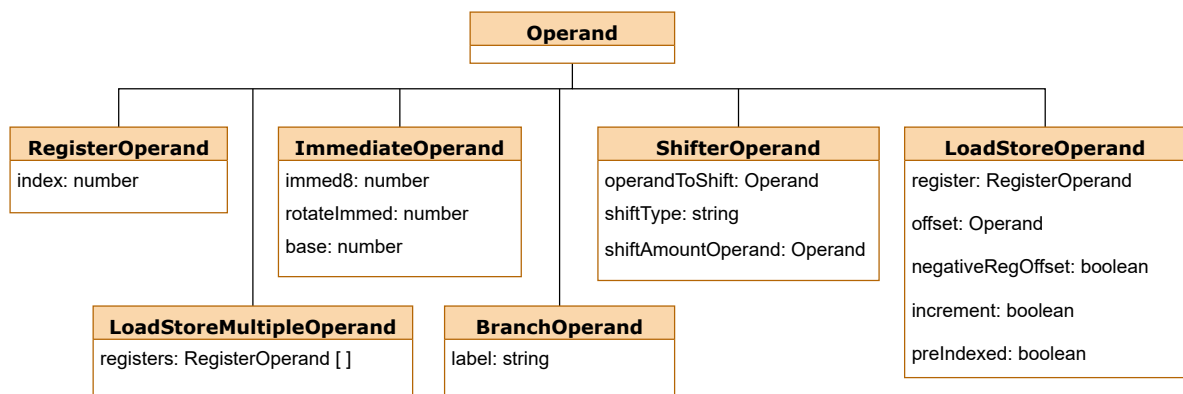 Operand
RegisterOperand
index: number
ImmediateOperand
immed8: number
rotateImmed: number
base: number
ShifterOperand
operandToShift: Operand
shiftType: string
shiftAmountOperand: Operand
LoadStoreOperand
register: RegisterOperand
offset: Operand
negativeRegOffset: boolean
increment: boolean
preIndexed: boolean
LoadStoreMultipleOperand
registers: RegisterOperand [ ]
BranchOperand
label: string